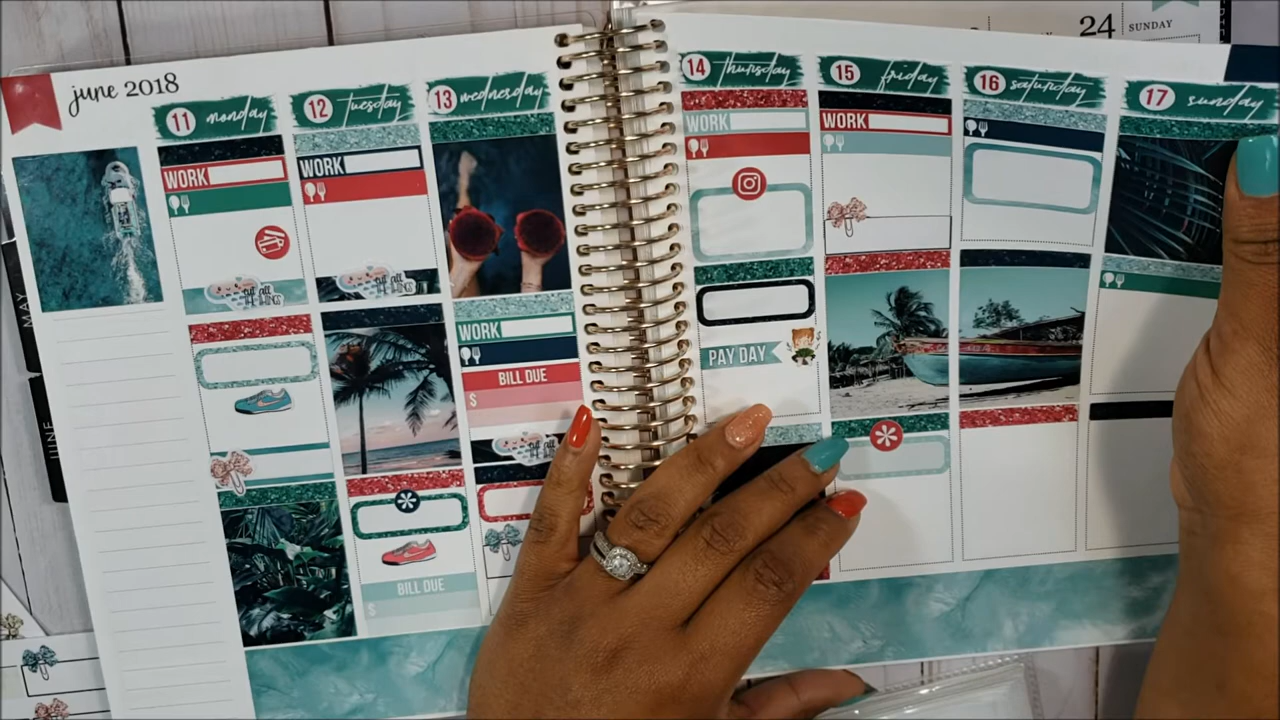 24 SUNDAY
june 2018
11 monday
12 tuesday
13 wednesday
14 thursday
15 friday
16 saturday
17 sunday
WORK
WORK
WORK
WORK
WORK
PAY DAY
BILL DUE
$
BILL DUE
$
MAY
JUNE